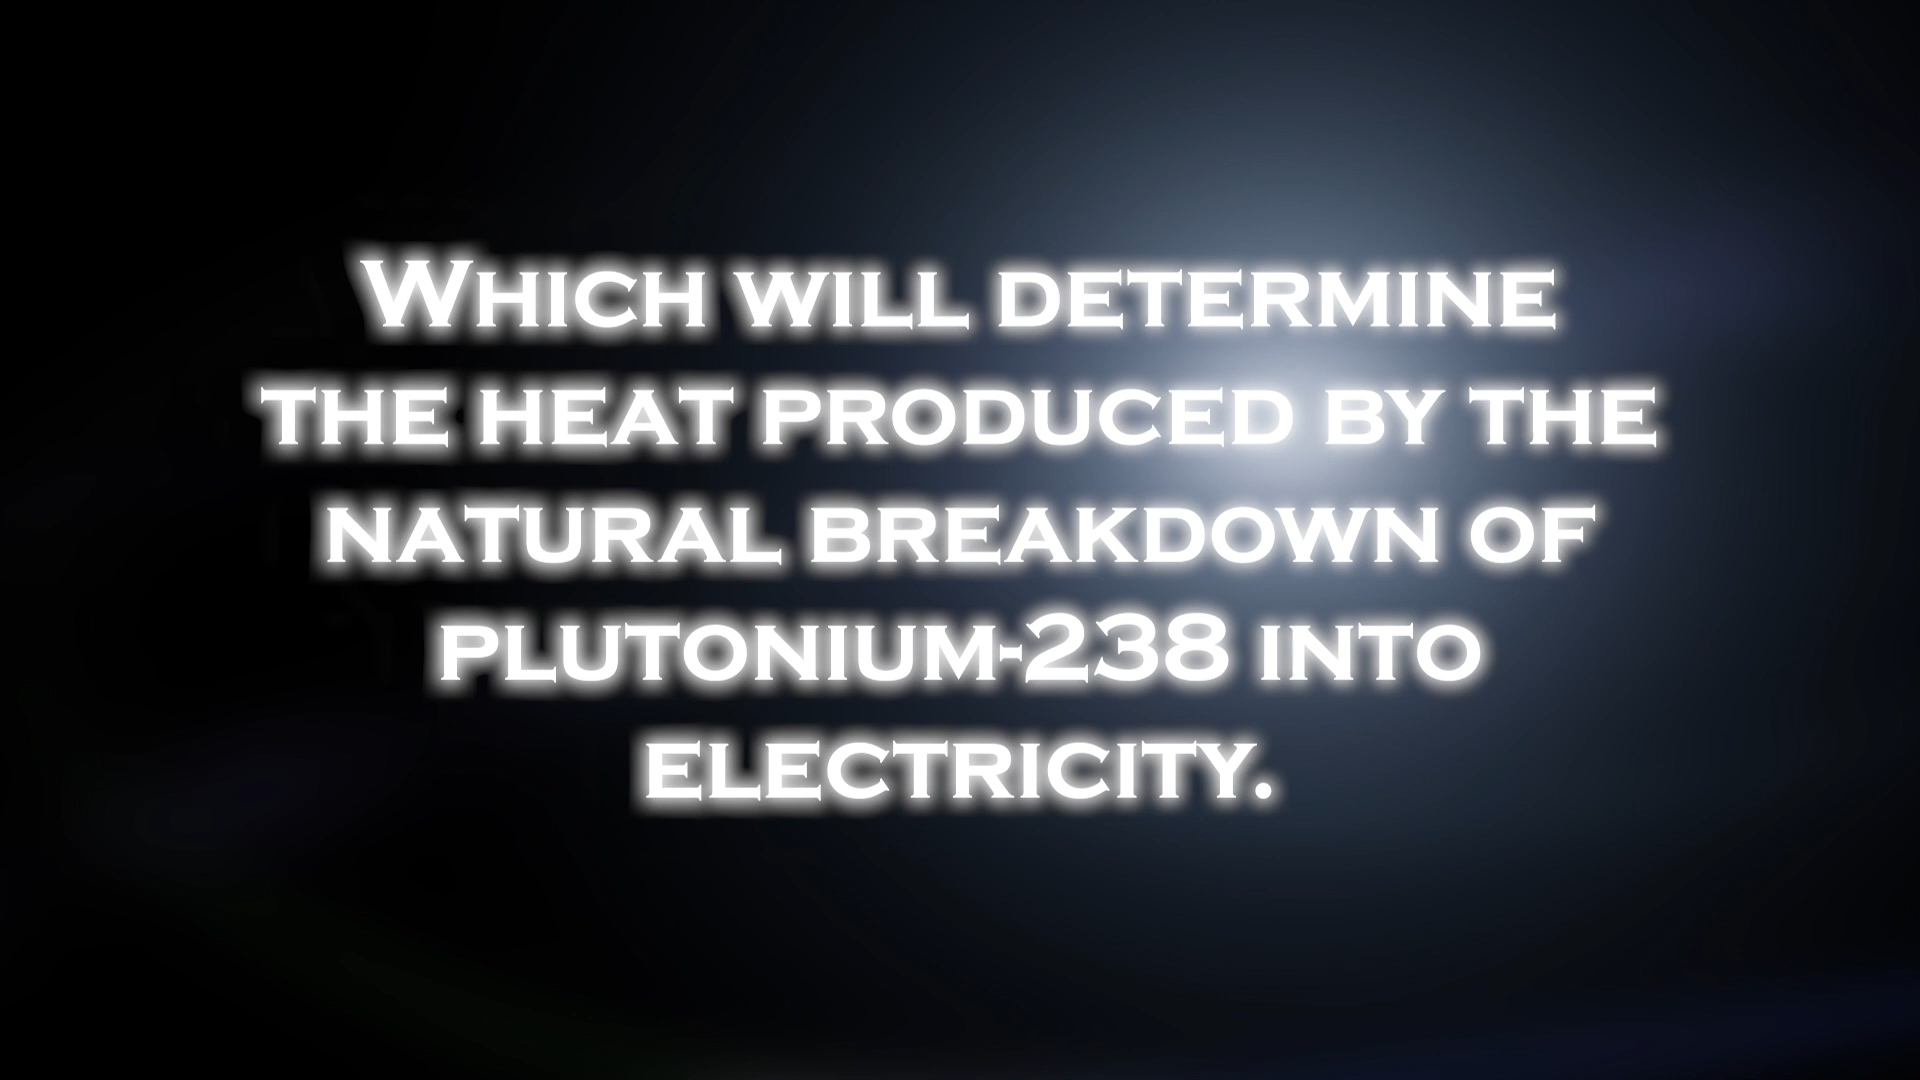 Which will determine
the heat produced by the
natural breakdown of
plutonium-238 into
electricity.